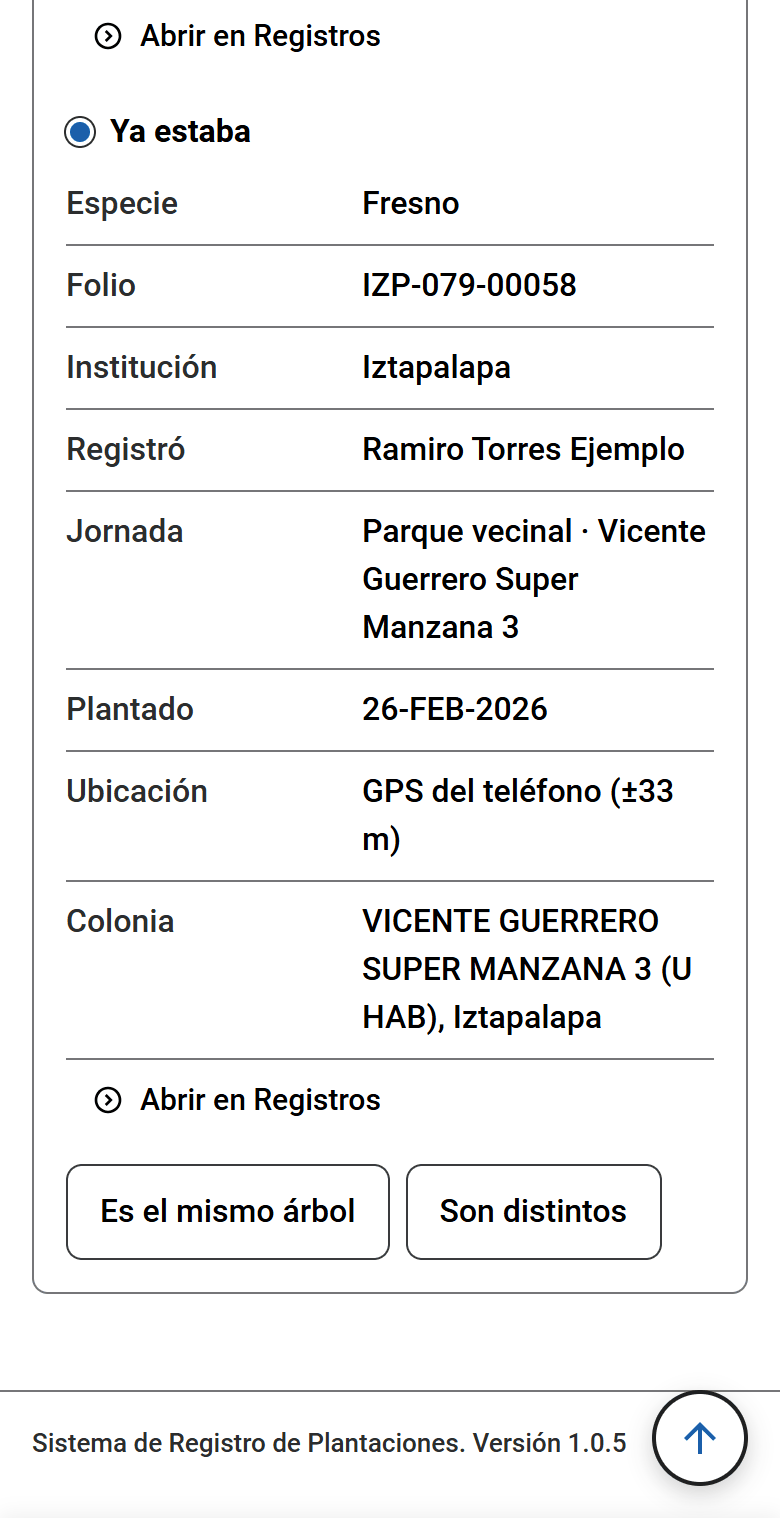 Abrir en Registros
Ya estaba
Especie Fresno
Folio IZP-079-00058
Institución Iztapalapa
Registró Ramiro Torres Ejemplo
Jornada Parque vecinal · Vicente
Guerrero Super
Manzana 3
Plantado 26-FEB-2026
Ubicación GPS del teléfono (±33
m)
Colonia VICENTE GUERRERO
SUPER MANZANA 3 (U
HAB), Iztapalapa
Abrir en Registros
Es el mismo árbol Son distintos
Sistema de Registro de Plantaciones. Versión 1.0.5